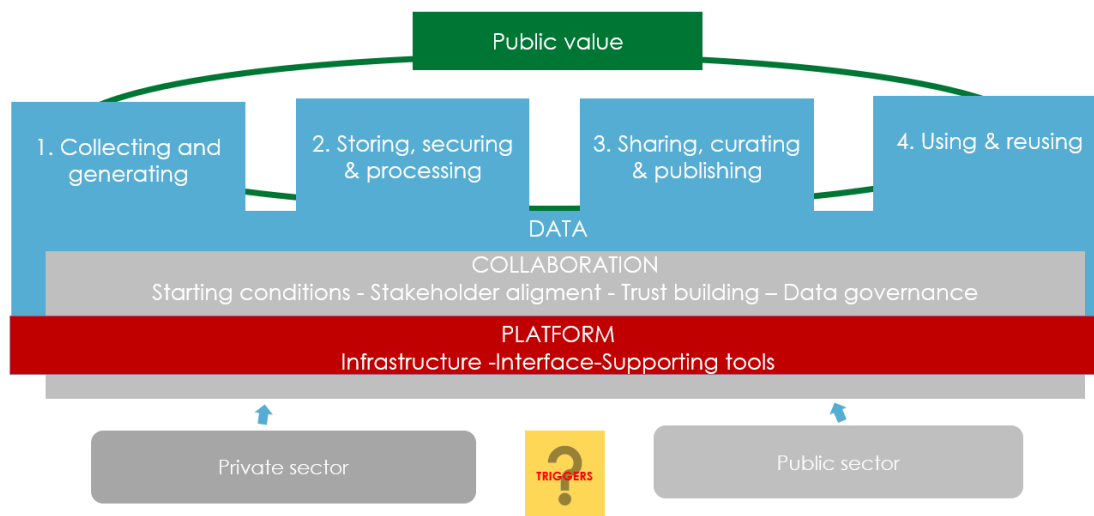 Public value
1. Collecting and
generating
2. Storing, securing
& processing
3. Sharing, curating
& publishing
4. Using & reusing
DATA
COLLABORATION
Starting conditions - Stakeholder aligment - Trust building – Data governance
PLATFORM
Infrastructure -Interface-Supporting tools
Private sector
?
TRIGGERS
Public sector